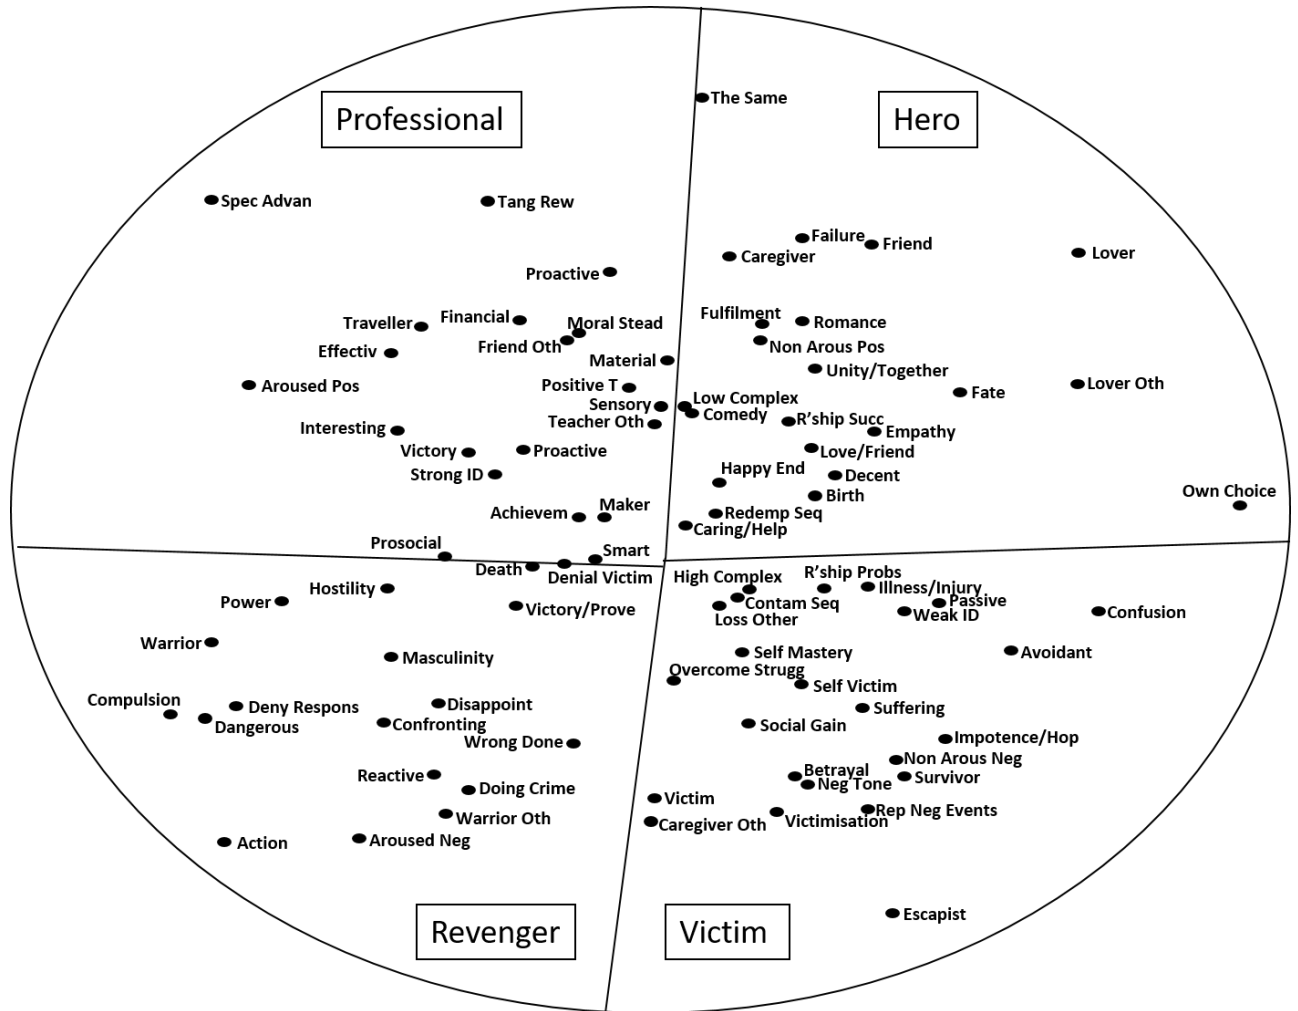 The Same
Professional
Hero
Spec Advan
Tang Rew
Failure
Friend
Caregiver
Lover
Proactive
Fulfilment
Financial
Traveller
Moral Stead
Romance
Friend Oth
Non Arous Pos
Effectiv
Material
Unity/Together
Aroused Pos
Positive T
Lover Oth
Fate
Low Complex
Sensory
Comedy
Teacher Oth
R'ship Succ
Interesting
Empathy
Victory
Proactive
Love/Friend
Happy End
Strong ID
Decent
Own Choice
Birth
Maker
Achievem
Redemp Seq
Caring/Help
Prosocial
Smart
Death
Denial Victim
High Complex
R'ship Probs
Hostility
Illness/Injury
Power
Passive
Contam Seq
Victory/Prove
Weak ID
Confusion
Loss Other
Warrior
Masculinity
Self Mastery
Avoidant
Overcome Strugg
Self Victim
Compulsion
Deny Respons
Disappoint
Suffering
Dangerous
Confronting
Social Gain
Wrong Done
Impotence/Hop
Non Arous Neg
Reactive
Betrayal
Survivor
Neg Tone
Doing Crime
Victim
Rep Neg Events
Warrior Oth
Caregiver Oth
Victimisation
Action
Aroused Neg
Escapist
Revenger
Victim